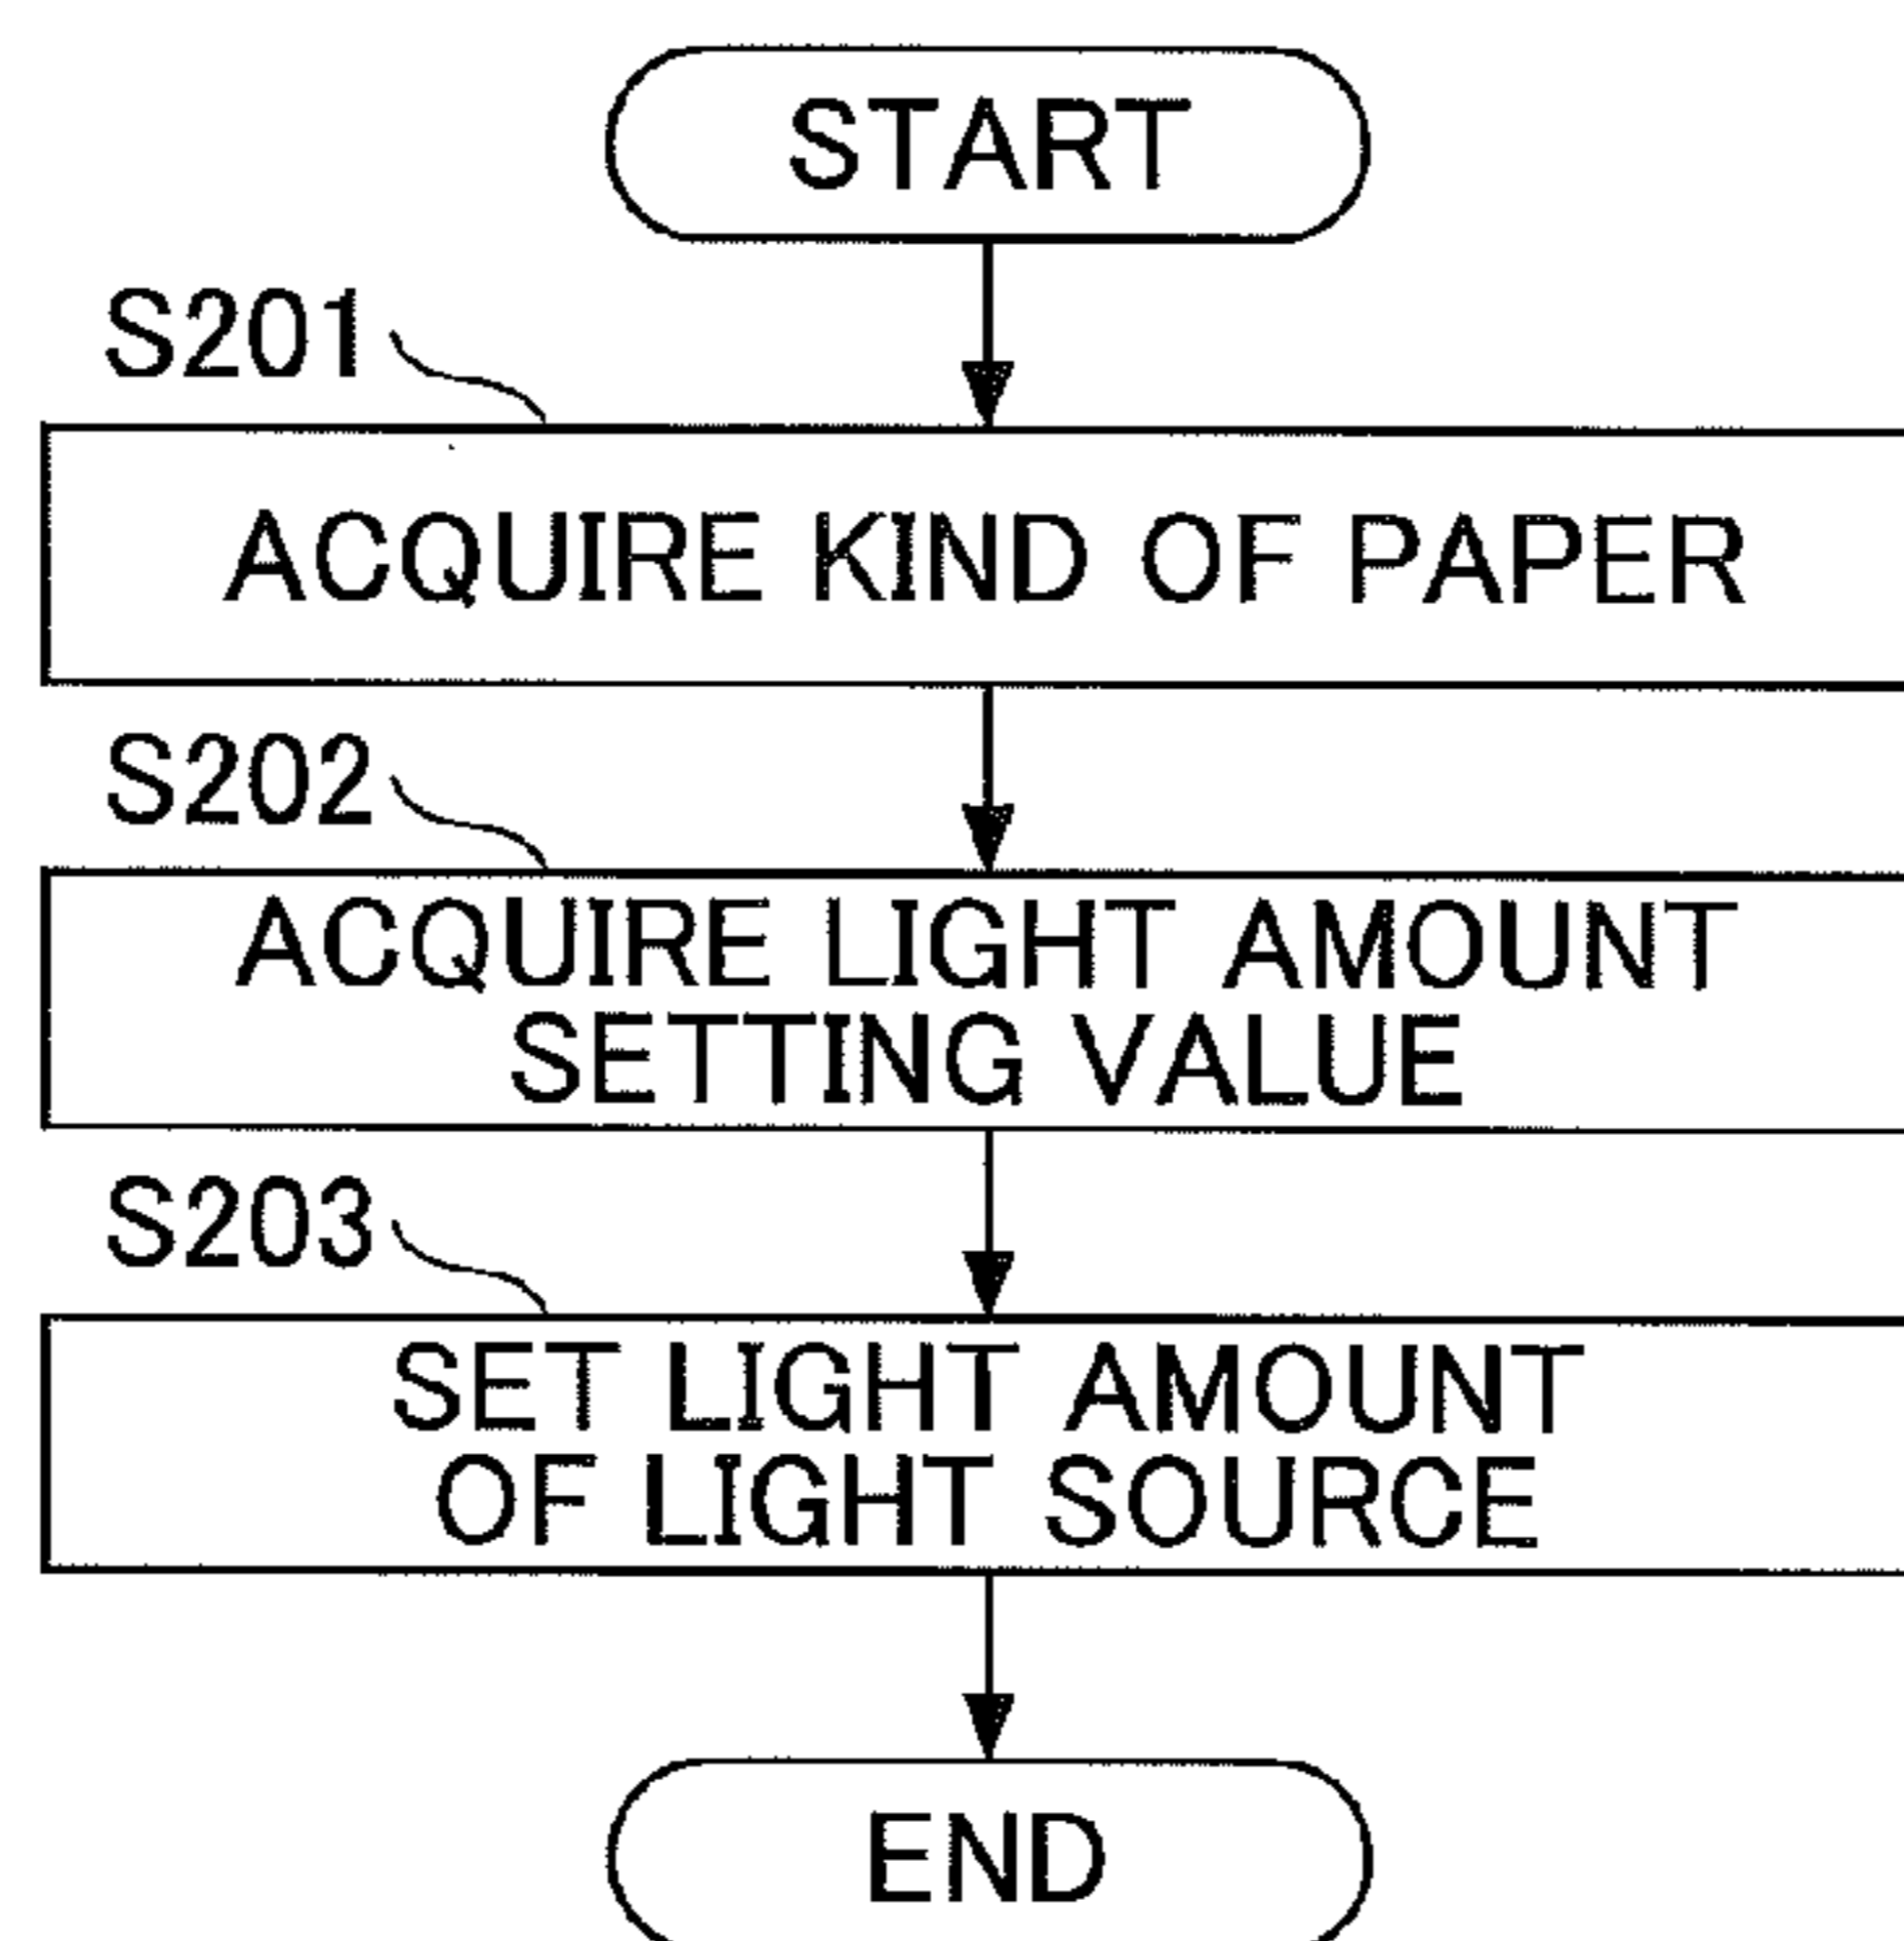 START
S201
ACQUIRE KIND OF PAPER
S202
ACQUIRE LIGHT AMOUNT
SETTING VALUE
S203
SET LIGHT AMOUNT
OF LIGHT SOURCE
END